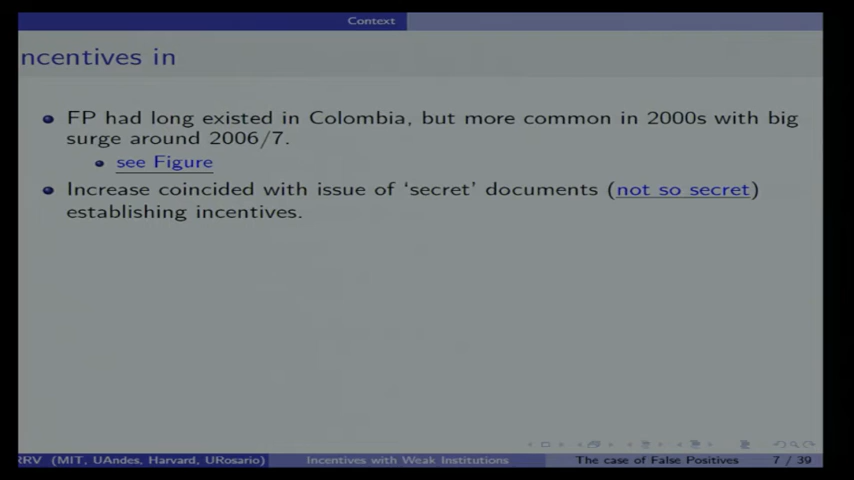 Context
ncentives in
FP had long existed in Colombia, but more common in 2000s with big
surge around 2006/7.
see Figure
Increase coincided with issue of ‘secret’ documents (not so secret)
establishing incentives.
RRV (MIT, UAndes, Harvard, URosario)
Incentives with Weak Institutions
The case of False Positives
7 / 39